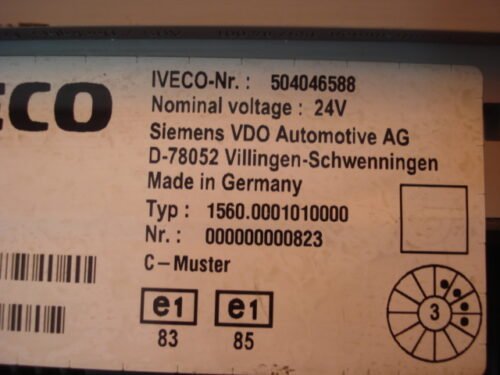 ECO
IVECO-Nr. : 504046588
Nominal voltage : 24V
Siemens VDO Automotive AG
D-78052 Villingen-Schwenningen
Made in Germany
Typ : 1560.0001010000
Nr. : 000000000823
C-Muster
e1 e1
83 85
3